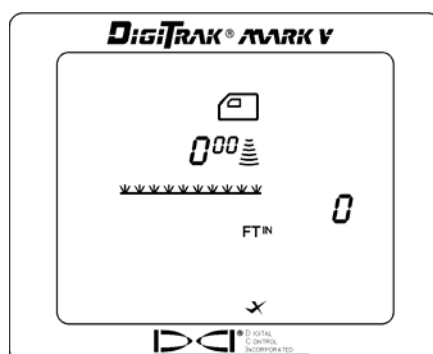 DIGITRAK® MARK V
000
0
FT IN
DCI ® DIGITAL
CONTROL
INCORPORATED